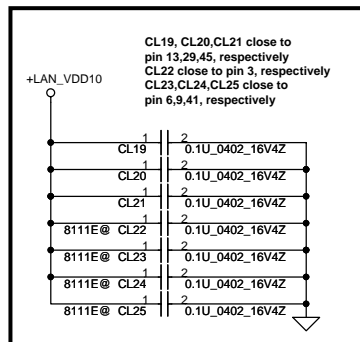 CL19, CL20,CL21 close to
pin 13,29,45, respectively
CL22 close to pin 3, respectively
CL23,CL24,CL25 close to
pin 6,9,41, respectively
+LAN_VDD10
1 2
CL19 0.1U_0402_16V4Z
1 2
CL20 0.1U_0402_16V4Z
1 2
CL21 0.1U_0402_16V4Z
1 2
8111E@ CL22 0.1U_0402_16V4Z
1 2
8111E@ CL23 0.1U_0402_16V4Z
1 2
8111E@ CL24 0.1U_0402_16V4Z
1 2
8111E@ CL25 0.1U_0402_16V4Z